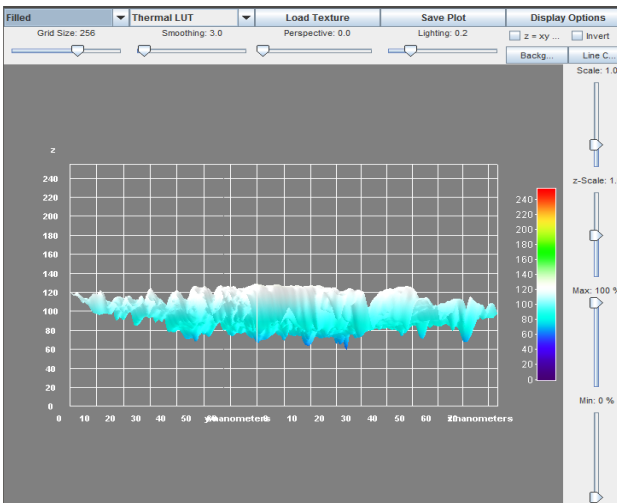 Filled Thermal LUT Load Texture Save Plot Display Options
Grid Size: 256 Smoothing: 3.0 Perspective: 0.0 Lighting: 0.2 z = xy ... Invert
Backg... Line C...
Scale: 1.0
z
z-Scale: 1.
240
220
200
180
160
140
120
100
80
60
40
20
0
240
220
200
180
160
140
120
100
80
60
40
20
0
Max: 100 %
Min: 0 %
0 10 20 30 40 50 nanometers 0 10 20 30 40 50 60 nanometers